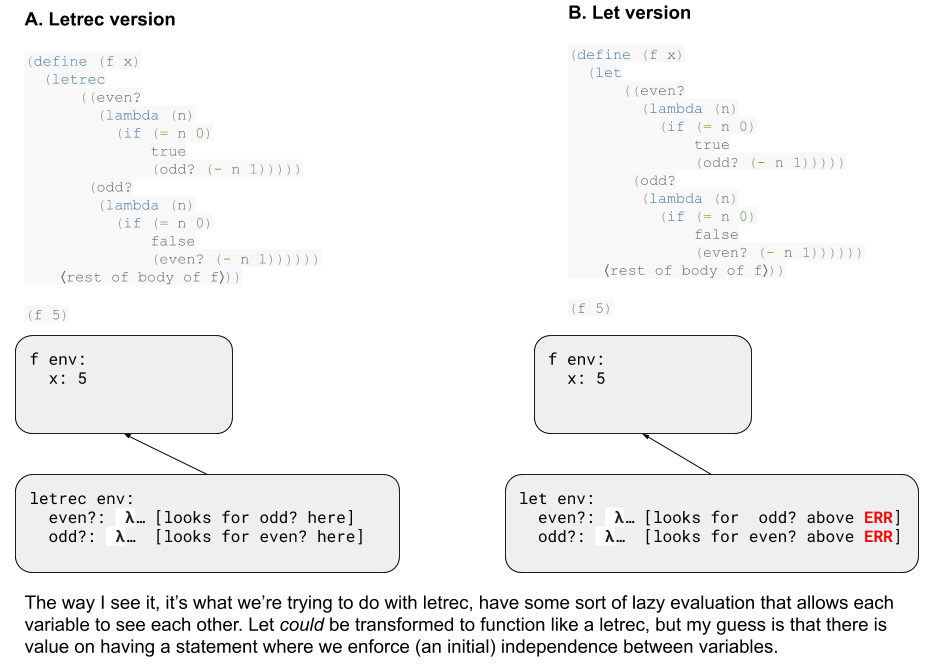 A. Letrec version
(define (f x)
(letrec
((even?
(lambda (n)
(if (= n 0)
true
(odd? (- n 1)))))
(odd?
(lambda (n)
(if (= n 0)
false
(even? (- n 1))))))
⟨rest of body of f⟩))
(f 5)
f env:
x: 5
letrec env:
even?: λ… [looks for odd? here]
odd?: λ… [looks for even? here]
B. Let version
(define (f x)
(let
((even?
(lambda (n)
(if (= n 0)
true
(odd? (- n 1)))))
(odd?
(lambda (n)
(if (= n 0)
false
(even? (- n 1))))))
⟨rest of body of f⟩))
(f 5)
f env:
x: 5
let env:
even?: λ… [looks for odd? above ERR]
odd?: λ… [looks for even? above ERR]
The way I see it, it’s what we’re trying to do with letrec, have some sort of lazy evaluation that allows each
variable to see each other. Let could be transformed to function like a letrec, but my guess is that there is
value on having a statement where we enforce (an initial) independence between variables.